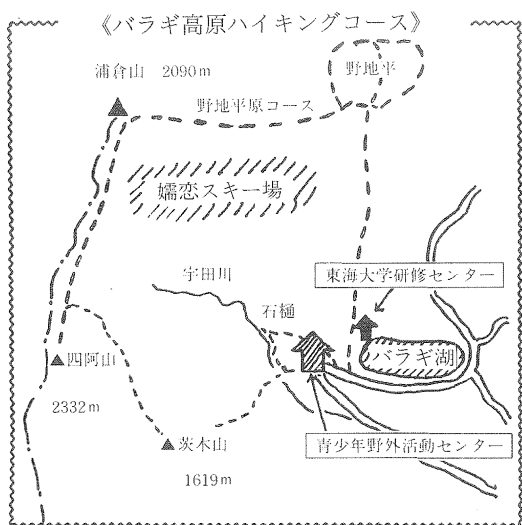 《バラギ高原ハイキングコース》
浦倉山 2090m
野地平
野地平原コース
嬬恋スキー場
宇田川
東海大学研修センター
石樋
バラギ湖
四阿山
2332m
茨木山
1619m
青少年野外活動センター